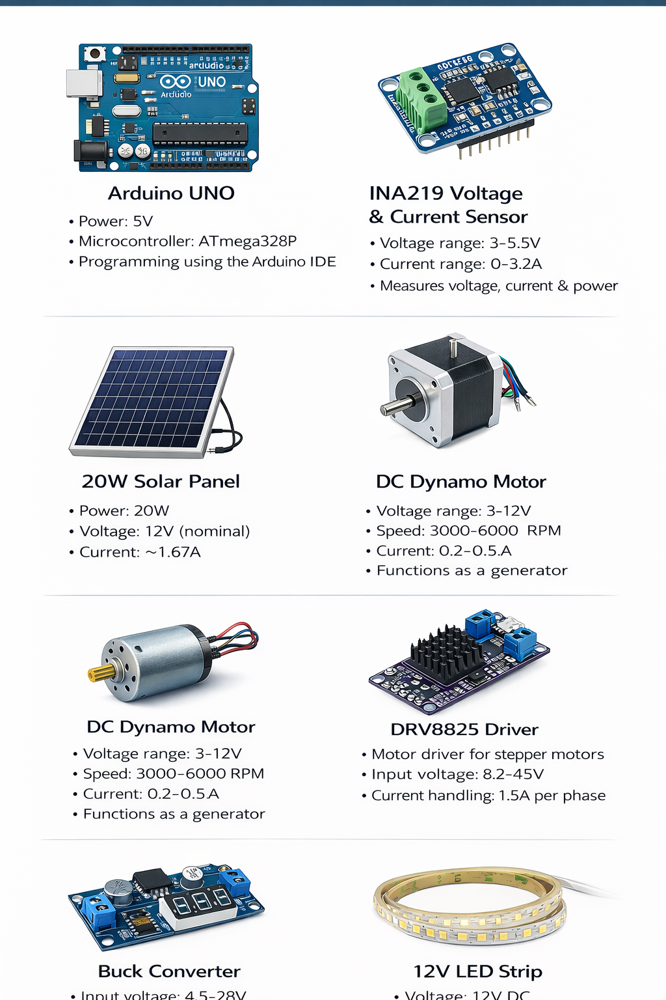 ardudio
UNO
Arduioio
Arduino UNO
• Power: 5V
• Microcontroller: ATmega328P
• Programming using the Arduino IDE
INA219 Voltage
& Current Sensor
• Voltage range: 3-5.5V
• Current range: 0-3.2A
• Measures voltage, current & power
20W Solar Panel
• Power: 20W
• Voltage: 12V (nominal)
• Current: ~1.67A
DC Dynamo Motor
• Voltage range: 3-12V
• Speed: 3000-6000 RPM
• Current: 0.2-0.5.A
• Functions as a generator
DC Dynamo Motor
• Voltage range: 3-12V
• Speed: 3000-6000 RPM
• Current: 0.2-0.5.A
• Functions as a generator
DRV8825 Driver
• Motor driver for stepper motors
• Input voltage: 8.2-45V
• Current handling: 1.5A per phase
Buck Converter
• Input voltage: 4.5-28V
12V LED Strip
• Voltage: 12V DC